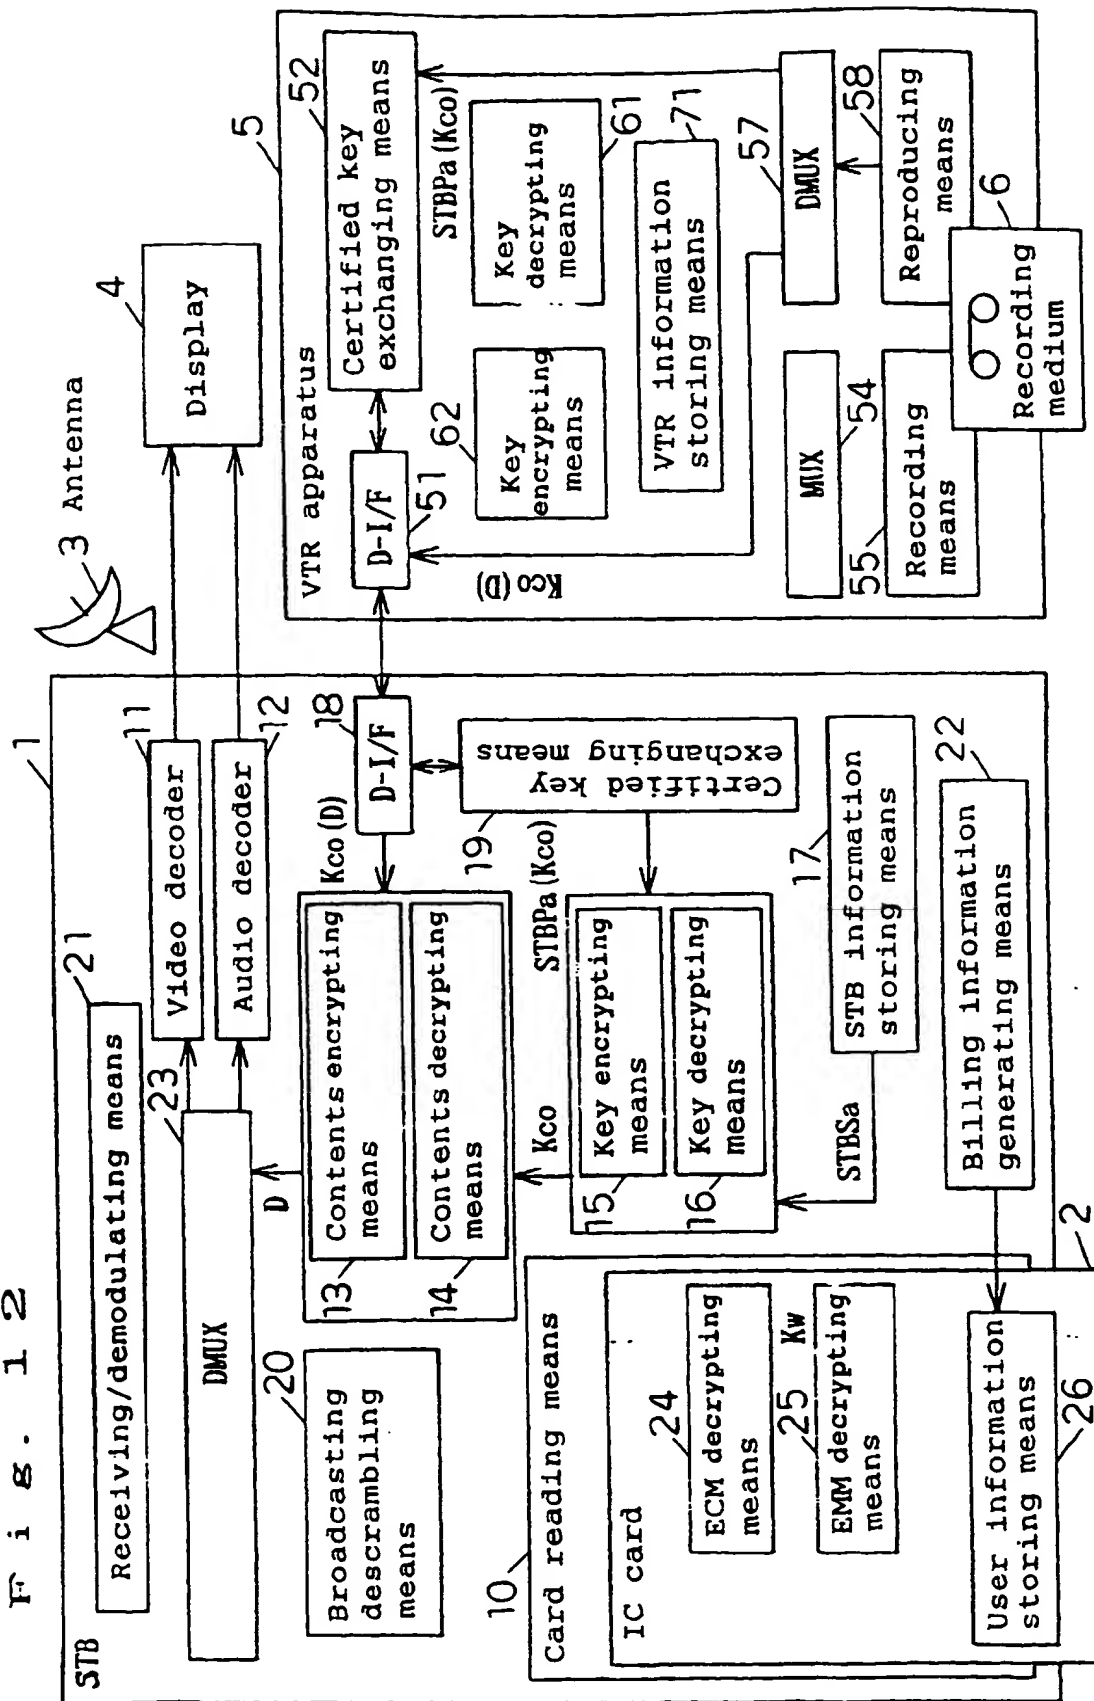 Fig. 12
STB
1
Receiving/demodulating means
21
DMUX
23
Video decoder
11
Audio decoder
12
3 Antenna
Display
4
Broadcasting
descrambling
means
20
D
Contents encrypting
means
13
Contents decrypting
means
14
Kco(D)
D-I/F
18
Certified key
exchanging means
19
STBPa(Kco)
Kco
Key encrypting
means
15
Key decrypting
means
16
STBSa
STB information
storing means
17
Billing information
generating means
22
10
Card reading means
IC card
2
ECM decrypting
means
24
Kw
EMM decrypting
means
25
User information
storing means
26
VTR apparatus
5
D-I/F
51
Certified key
exchanging means
52
STBPa(Kco)
Key
encrypting
means
62
Key
decrypting
means
61
VTR information
storing means
71
Kco(D)
MUX
54
DMUX
57
Recording
means
55
Reproducing
means
58
Recording
medium
6